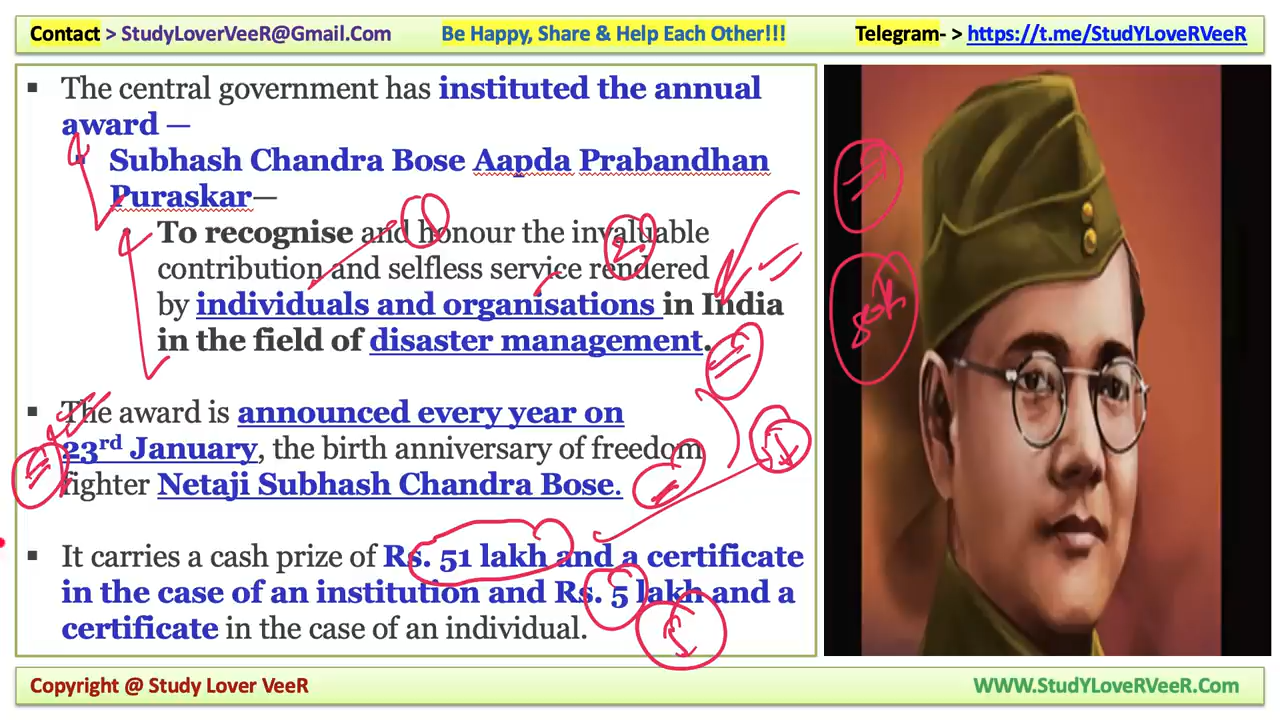 Contact > StudyLoverVeeR@Gmail.Com Be Happy, Share & Help Each Other!!! Telegram- > https://t.me/StudYLoveRVeeR
▪ The central government has instituted the annual
award —
▪ Subhash Chandra Bose Aapda Prabandhan
Puraskar—
▪ To recognise and honour the invaluable
contribution and selfless service rendered
by individuals and organisations in India
in the field of disaster management.
▪ The award is announced every year on
23rd January, the birth anniversary of freedom
fighter Netaji Subhash Chandra Bose.
▪ It carries a cash prize of Rs. 51 lakh and a certificate
in the case of an institution and Rs. 5 lakh and a
certificate in the case of an individual.
Copyright @ Study Lover VeeR WWW.StudYLoveRVeeR.Com